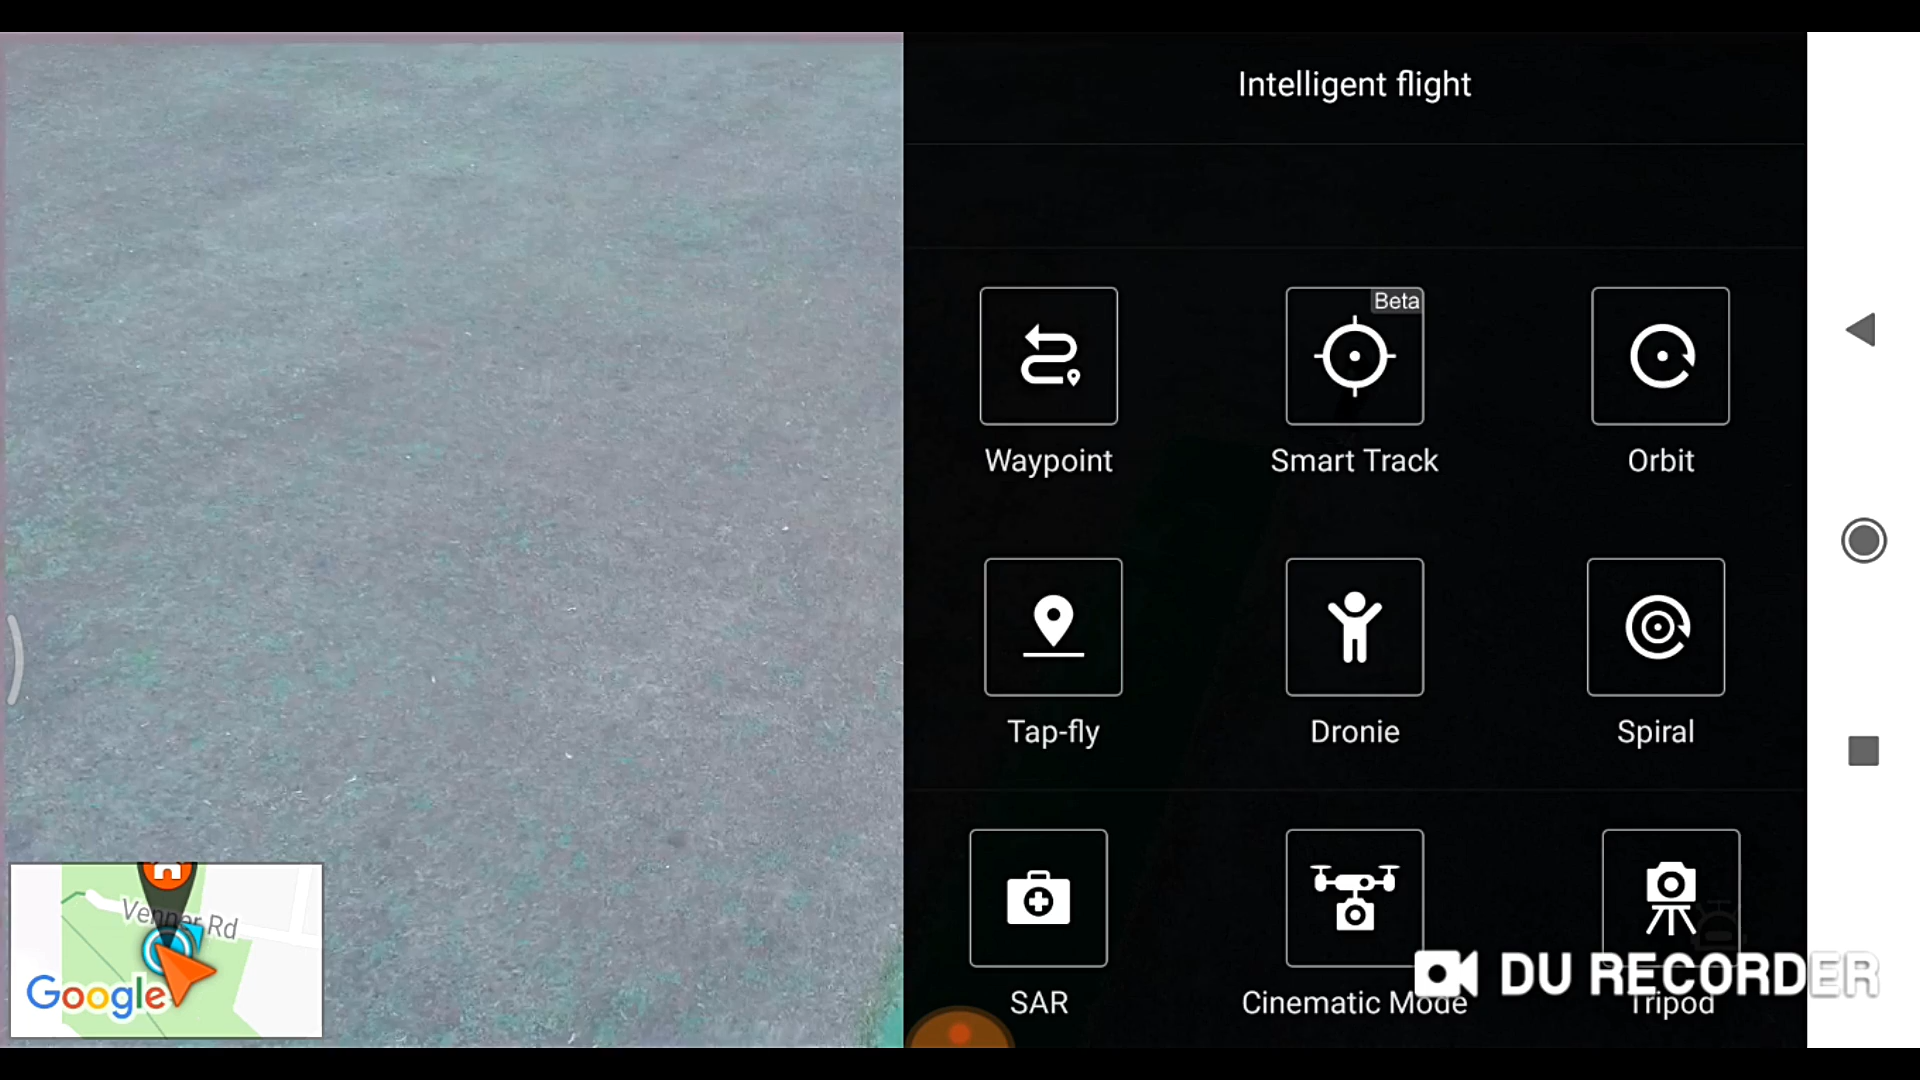 Intelligent flight
Beta
Waypoint
Smart Track
Orbit
Tap-fly
Dronie
Spiral
SAR
Cinematic Mode
Tripod
DU RECORDER
Venner Rd
Google